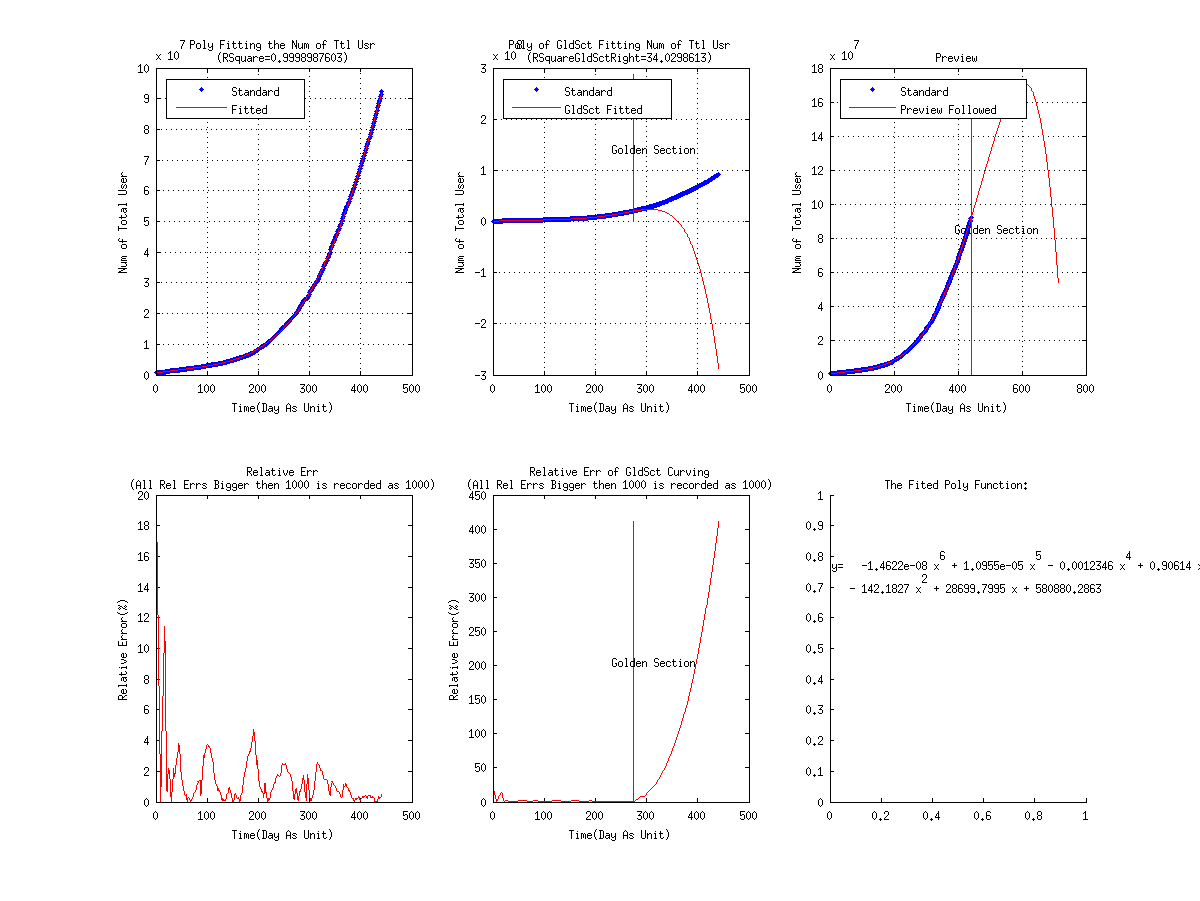 Poly Fitting the Num of Ttl Usr
(RSquare=0.9998987603)
x 10 7
10
9
8
7
6
5
4
3
2
1
0
0 100 200 300 400 500
Num of Total User
Time(Day As Unit)
Standard
Fitted
Poly of GldSct Fitting Num of Ttl Usr
(RSquareGldSctRight=34.0298613)
x 10
3
2
1
0
−1
−2
−3
0 100 200 300 400 500
Num of Total User
Time(Day As Unit)
Standard
GldSct Fitted
Golden Section
Preview
x 10 7
18
16
14
12
10
8
6
4
2
0
0 200 400 600 800
Num of Total User
Time(Day As Unit)
Standard
Preview Followed
Golden Section
Relative Err
(All Rel Errs Bigger then 1000 is recorded as 1000)
20
18
16
14
12
10
8
6
4
2
0
0 100 200 300 400 500
Relative Error(%)
Time(Day As Unit)
Relative Err of GldSct Curving
(All Rel Errs Bigger then 1000 is recorded as 1000)
450
400
350
300
250
200
150
100
50
0
0 100 200 300 400 500
Relative Error(%)
Time(Day As Unit)
Golden Section
The Fited Poly Function:
1
0.9
0.8
0.7
0.6
0.5
0.4
0.3
0.2
0.1
0
0 0.2 0.4 0.6 0.8 1
y= −1.4622e−08 x^6 + 1.0955e−05 x^5 − 0.0012346 x^4 + 0.90614
− 142.1827 x^2 + 28699.7995 x + 580880.2863